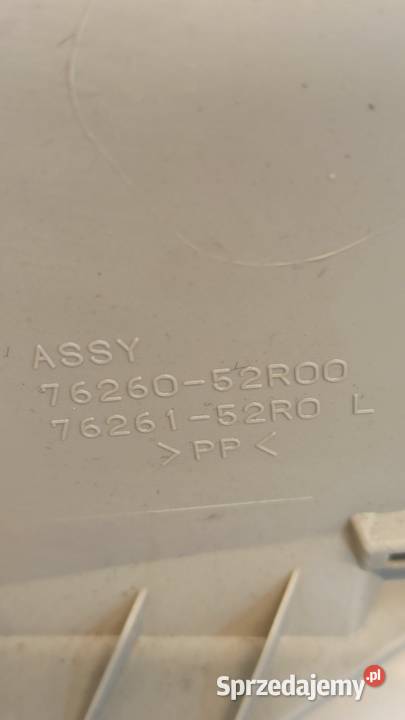 ASSY
76260-52R00
76261-52R0 L
>PP<
Sprzedajemy.pl